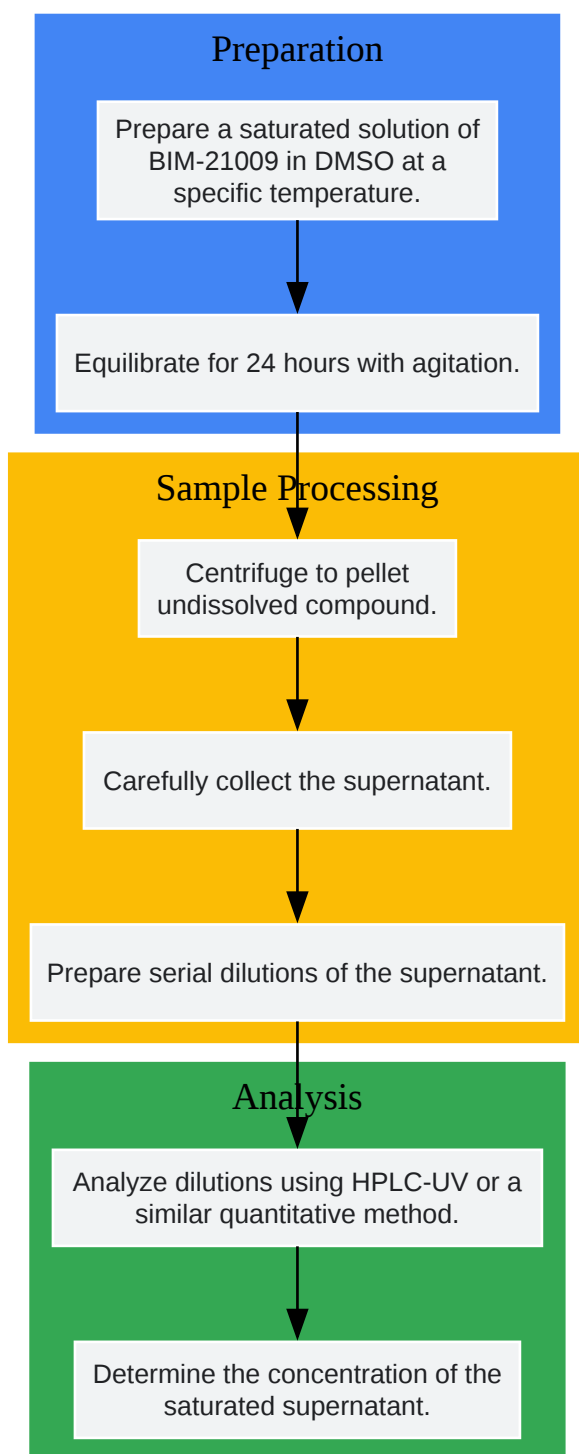 Preparation
Prepare a saturated solution of
BIM-21009 in DMSO at a
specific temperature.
Equilibrate for 24 hours with agitation.
Sample Processing
Centrifuge to pellet
undissolved compound.
Carefully collect the supernatant.
Prepare serial dilutions of the supernatant.
Analysis
Analyze dilutions using HPLC-UV or a
similar quantitative method.
Determine the concentration of the
saturated supernatant.